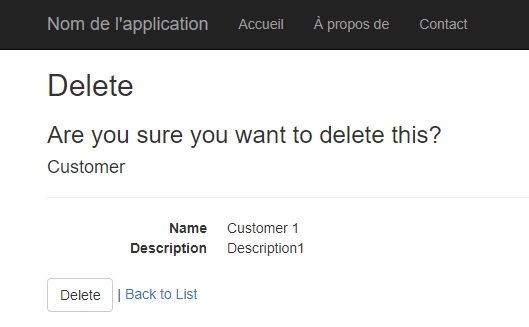 Nom de l'application Accueil À propos de Contact
Delete
Are you sure you want to delete this?
Customer
Name Customer 1
Description Description1
Delete | Back to List